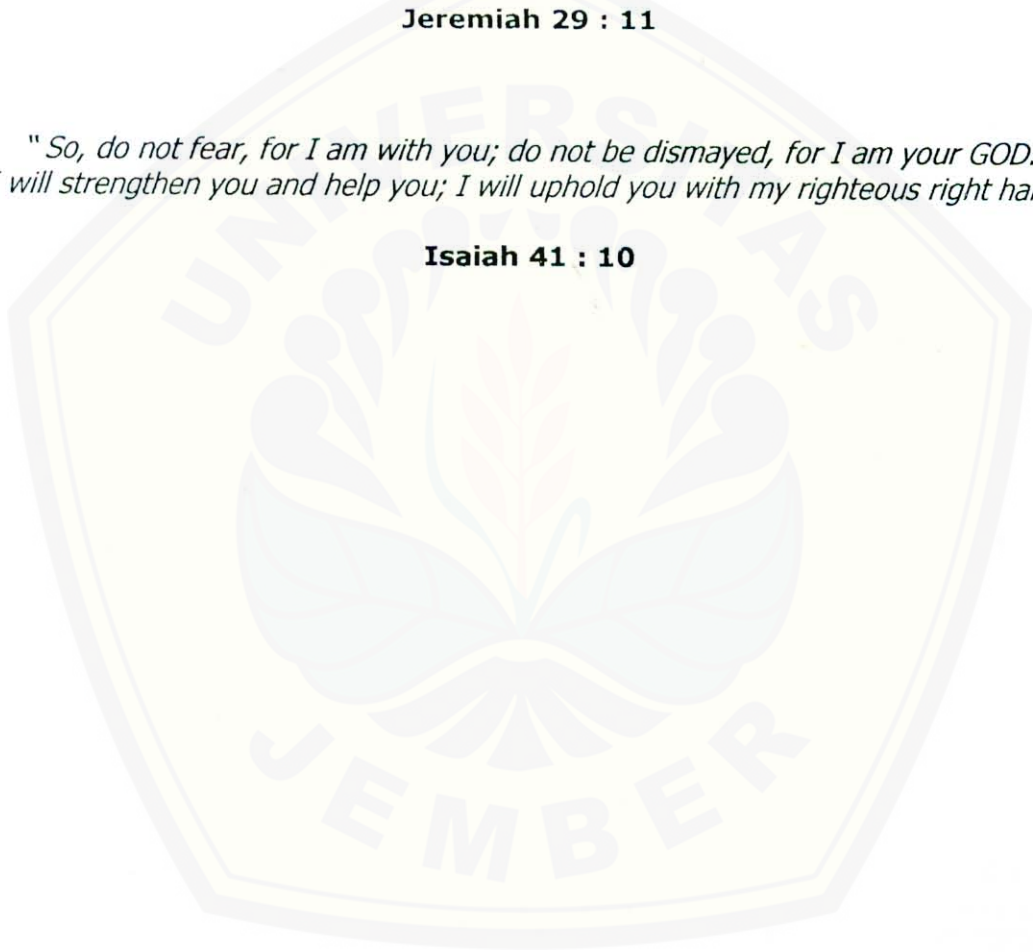 Jeremiah 29 : 11
" So, do not fear, for I am with you; do not be dismayed, for I am your GOD.
will strengthen you and help you; I will uphold you with my righteous right
Isaiah 41 : 10
UNIVERSITAS
JEMBER